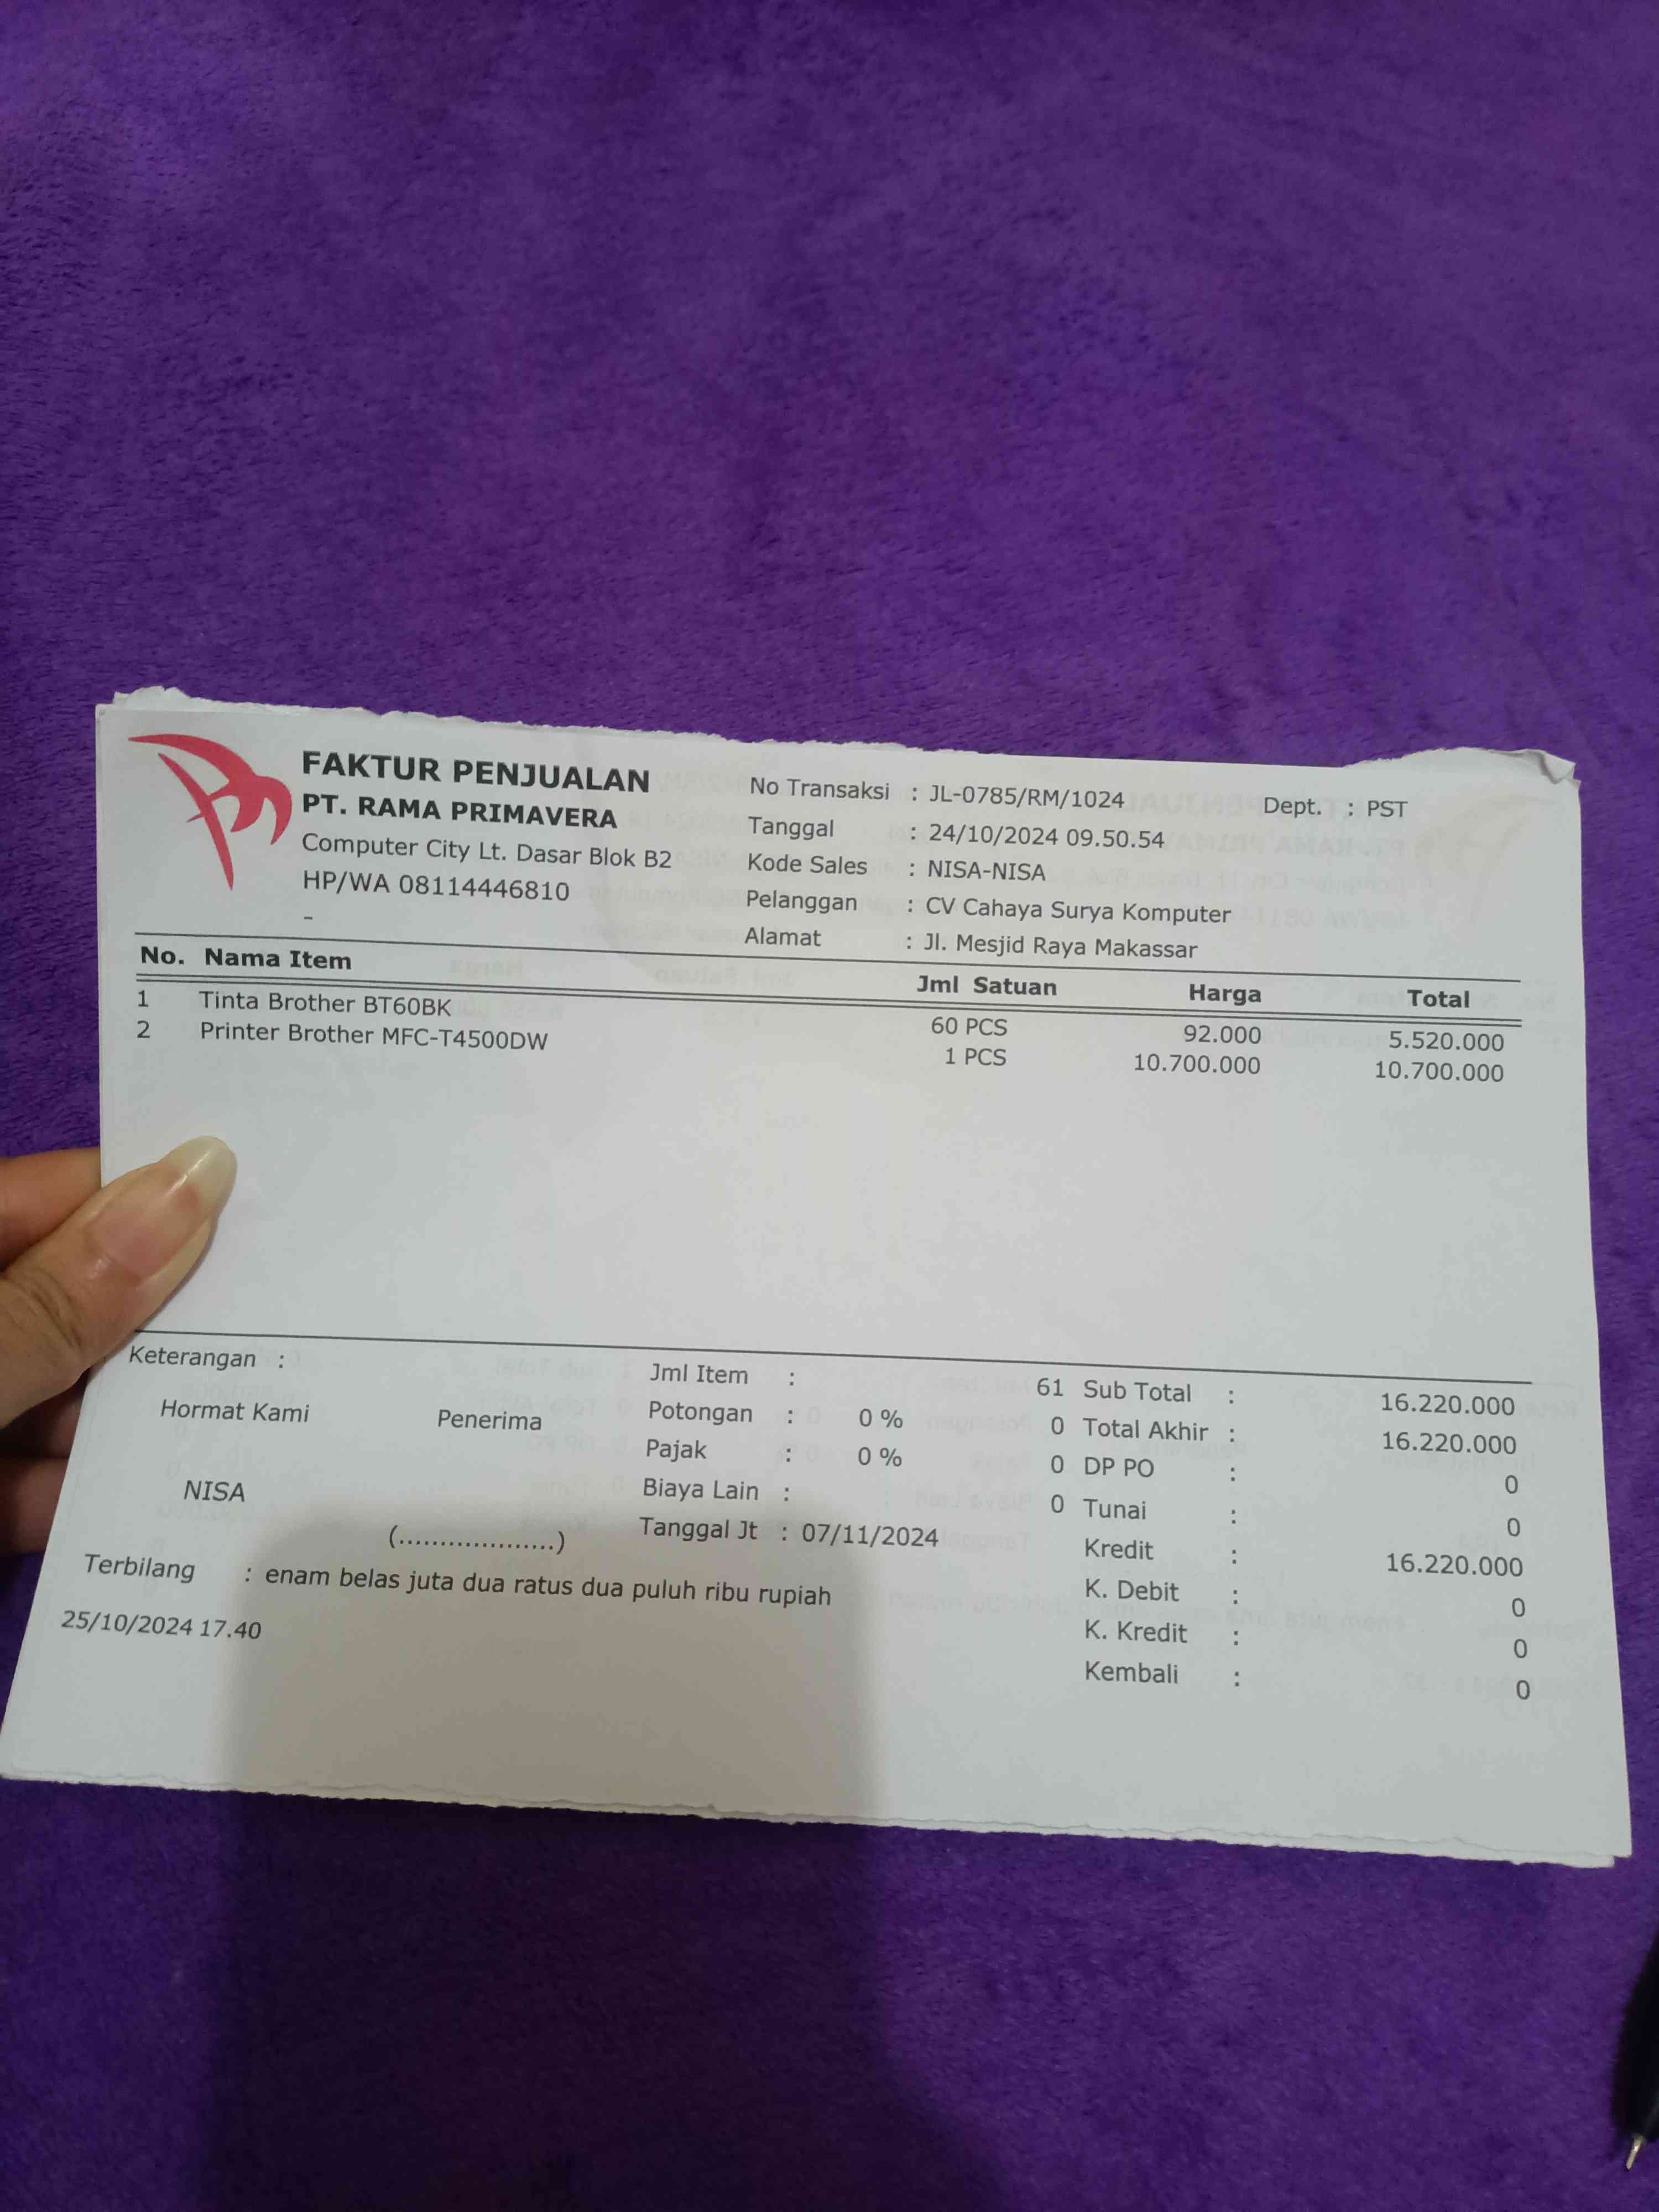 FAKTUR PENJUALAN
PT. RAMA PRIMAVERA
Computer City Lt. Dasar Blok B2
HP/WA 08114446810
-
No Transaksi : JL-0785/RM/1024 Dept. : PST
Tanggal : 24/10/2024 09.50.54
Kode Sales : NISA-NISA
Pelanggan : CV Cahaya Surya Komputer
Alamat : Jl. Mesjid Raya Makassar
No. Nama Item Jml Satuan Harga Total
1 Tinta Brother BT60BK 60 PCS 92.000 5.520.000
2 Printer Brother MFC-T4500DW 1 PCS 10.700.000 10.700.000
Keterangan :
Hormat Kami Penerima
NISA
(...................)
Jml Item : 61
Potongan : 0 % 0
Pajak : 0 % 0
Biaya Lain : 0
Tanggal Jt : 07/11/2024
Sub Total : 16.220.000
Total Akhir : 16.220.000
DP PO : 0
Tunai : 0
Kredit : 16.220.000
K. Debit : 0
K. Kredit : 0
Kembali : 0
Terbilang : enam belas juta dua ratus dua puluh ribu rupiah
25/10/2024 17.40